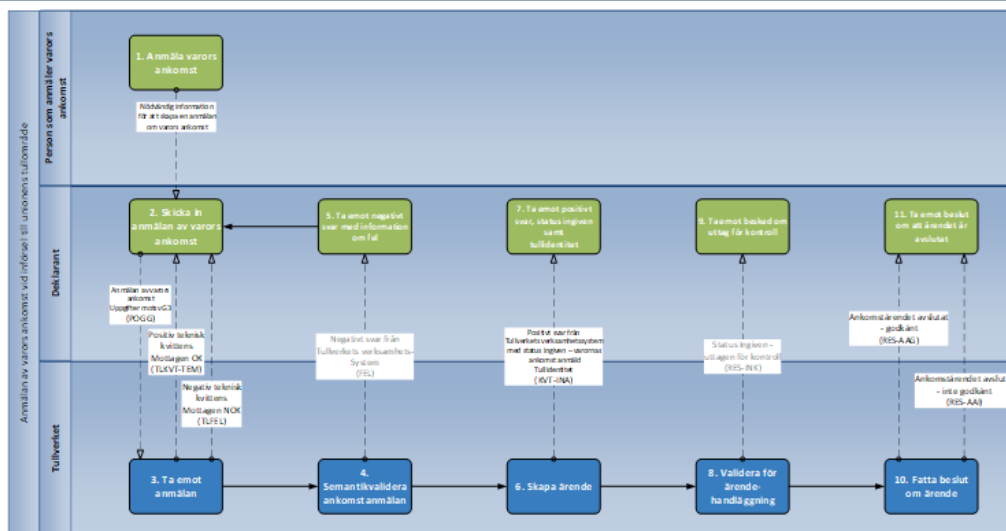 Anmälan av varors ankomst vid införsel till unionens tullområde
Person som anmäler varors
ankomst
1. Anmäla varors
ankomst
Nödvändig information
för att skapa en anmälan
om varors ankomst
Deklarant
2. Skicka in
anmälan av varors
ankomst
5. Ta emot negativt
svar med information
om fel
7. Ta emot positivt
svar, status ingiven
samt
tullidentitet
9. Ta emot besked om
uttag för kontroll
11. Ta emot beslut
om att ärendet är
avslutat
Anmälan av varors
ankomst
Uppgifter motsv G3
(POGG)
Positiv teknisk
kvittens
Mottagen OK
(TLKVT-TEM)
Negativ teknisk
kvittens
Mottagen NOK
(TLFEL)
Negativt svar från
Tullverkets verksamhets-
System
(FEL)
Positivt svar från
Tullverkets verksamhetssystem
med status ingiven – varornas
ankomst anmäld
Tullidentitet
(KVT-INA)
Status ingiven -
uttagen för kontroll
(RES-INK)
Ankomstärendet avslutat
- godkänt
(RES-AAG)
Ankomstärendet avslut
- inte godkänt
(RES-AAI)
Tullverket
3. Ta emot
anmälan
4.
Semantikvalidera
ankomstanmälan
6. Skapa ärende
8. Validera för
ärende-
handläggning
10. Fatta beslut
om ärende